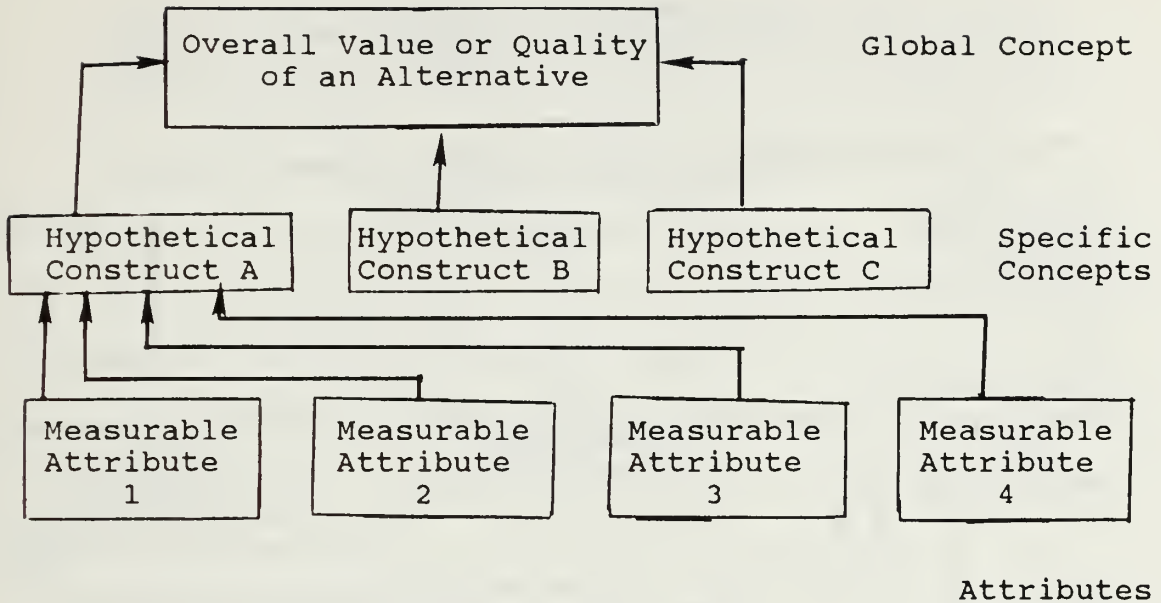 Overall Value or Quality
of an Alternative
Global Concept
Hypothetical
Construct A
Hypothetical
Construct B
Hypothetical
Construct C
Specific
Concepts
Measurable
Attribute
1
Measurable
Attribute
2
Measurable
Attribute
3
Measurable
Attribute
4
Attributes